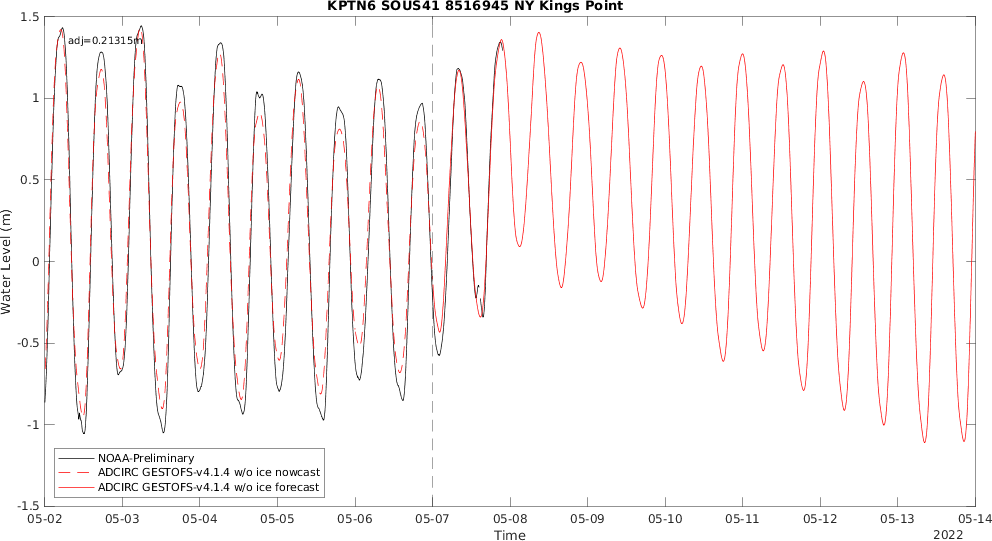 KPTN6 SOUS41 8516945 NY Kings Point
adj=0.21315m
1.5
1
0.5
0
-0.5
-1
-1.5
Water Level (m)
NOAA-Preliminary
ADCIRC GESTOFS-v4.1.4 w/o ice nowcast
ADCIRC GESTOFS-v4.1.4 w/o ice forecast
05-02 05-03 05-04 05-05 05-06 05-07 05-08 05-09 05-10 05-11 05-12 05-13 05-14
Time
2022